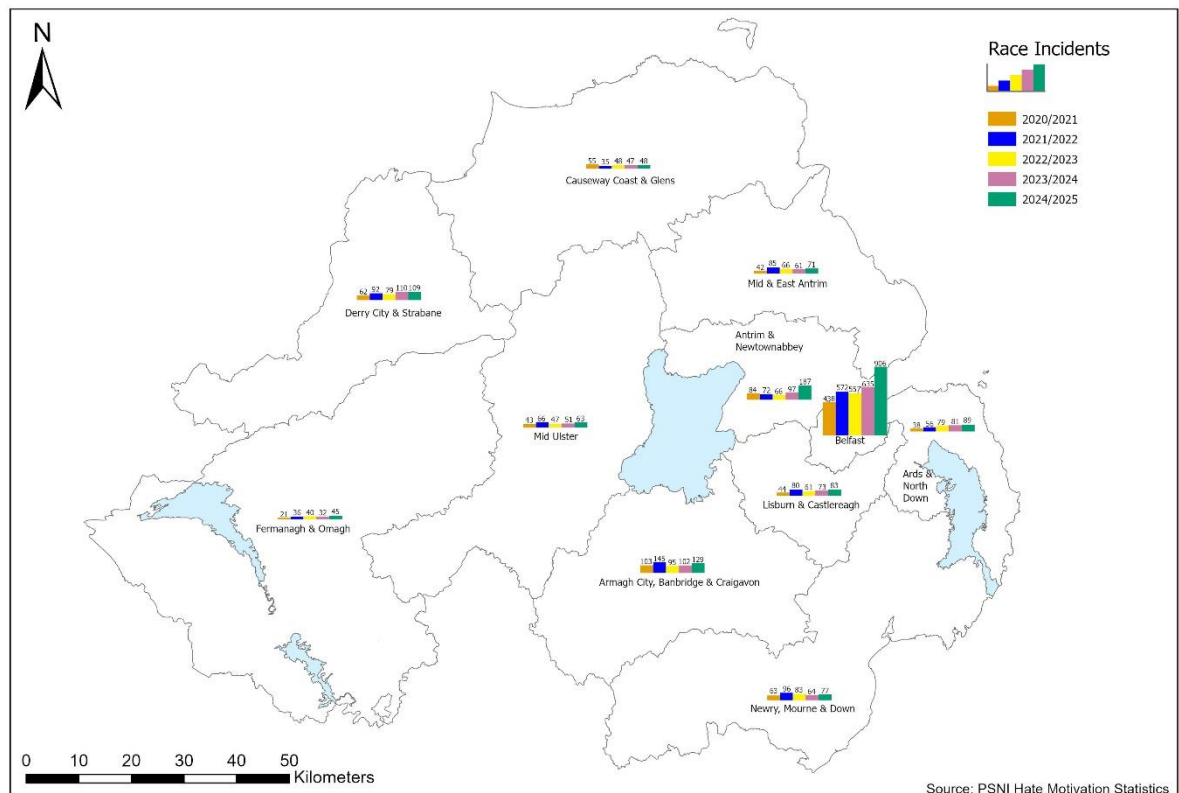 N
Race Incidents
2020/2021
2021/2022
2022/2023
2023/2024
2024/2025
55 35 48 47 48
Causeway Coast & Glens
42 85 66 61 71
Mid & East Antrim
62 92 79 110 109
Derry City & Strabane
Antrim &
Newtownabbey
84 72 66 97 187
438 572 557 635 906
Belfast
38 56 79 81 89
Ards &
North
Down
43 66 47 51 63
Mid Ulster
44 80 61 73 83
Lisburn & Castlereagh
21 36 40 32 45
Fermanagh & Omagh
103 145 95 102 129
Armagh City, Banbridge & Craigavon
63 96 83 64 77
Newry, Mourne & Down
0 10 20 30 40 50
Kilometers
Source: PSNI Hate Motivation Statistics